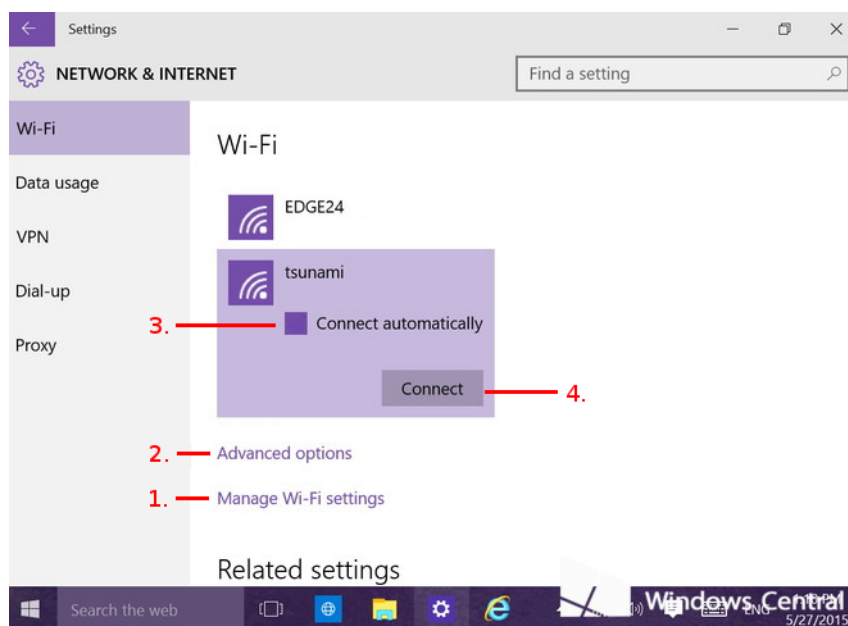 Settings
NETWORK & INTERNET
Find a setting
Wi-Fi
Wi-Fi
Data usage
EDGE24
VPN
tsunami
Dial-up
3.
Connect automatically
Proxy
Connect
4.
2.
Advanced options
1.
Manage Wi-Fi settings
Related settings
Search the web
Windows Central
ENG
PM
5/27/2015